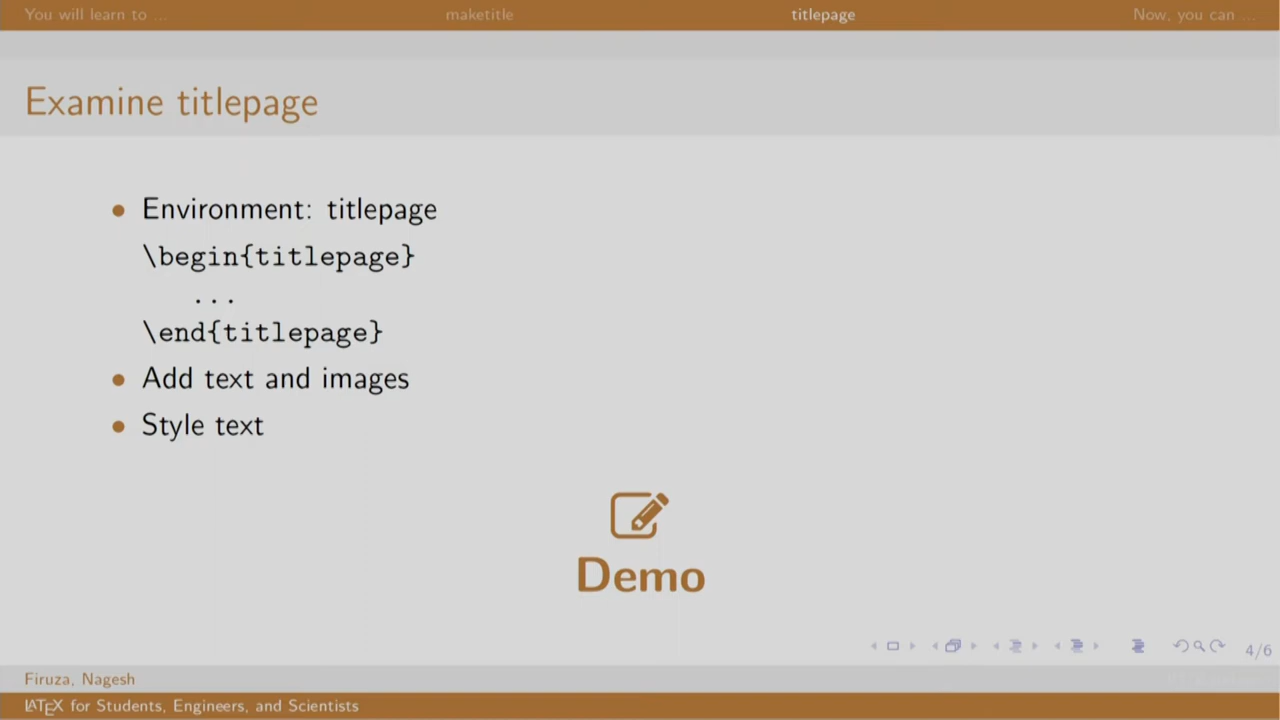 You will learn to ... maketitle titlepage Now, you can ...
Examine titlepage
• Environment: titlepage
\begin{titlepage}
...
\end{titlepage}
• Add text and images
• Style text
Demo
4/6
Firuza, Nagesh
LATEX for Students, Engineers, and Scientists